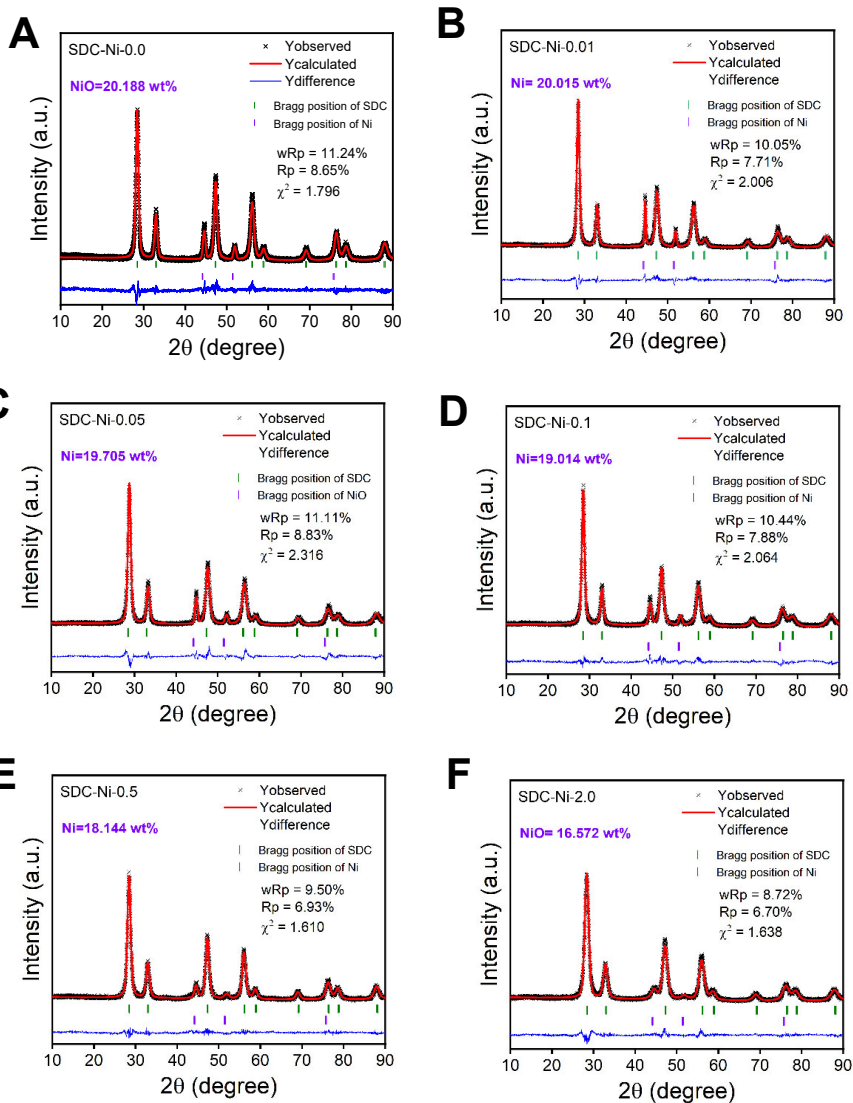 A
SDC-Ni-0.0
NiO=20.188 wt%
Yobserved
Ycalculated
Ydifference
Bragg position of SDC
Bragg position of Ni
wRp = 11.24%
Rp = 8.65%
χ² = 1.796
Intensity (a.u.)
10 20 30 40 50 60 70 80 90
2θ (degree)
B
SDC-Ni-0.01
Ni= 20.015 wt%
Yobserved
Ycalculated
Ydifference
Bragg position of SDC
Bragg position of Ni
wRp = 10.05%
Rp = 7.71%
χ² = 2.006
Intensity (a.u.)
10 20 30 40 50 60 70 80 90
2θ (degree)
C
SDC-Ni-0.05
Ni=19.705 wt%
Yobserved
Ycalculated
Ydifference
Bragg position of SDC
Bragg position of NiO
wRp = 11.11%
Rp = 8.83%
χ² = 2.316
Intensity (a.u.)
10 20 30 40 50 60 70 80 90
2θ (degree)
D
SDC-Ni-0.1
Ni=19.014 wt%
Yobserved
Ycalculated
Ydifference
Bragg position of SDC
Bragg position of Ni
wRp = 10.44%
Rp = 7.88%
χ² = 2.064
Intensity (a.u.)
10 20 30 40 50 60 70 80 90
2θ (degree)
E
SDC-Ni-0.5
Ni=18.144 wt%
Yobserved
Ycalculated
Ydifference
Bragg position of SDC
Bragg position of Ni
wRp = 9.50%
Rp = 6.93%
χ² = 1.610
Intensity (a.u.)
10 20 30 40 50 60 70 80 90
2θ (degree)
F
SDC-Ni-2.0
NiO= 16.572 wt%
Yobserved
Ycalculated
Ydifference
Bragg position of SDC
Bragg position of Ni
wRp = 8.72%
Rp = 6.70%
χ² = 1.638
Intensity (a.u.)
10 20 30 40 50 60 70 80 90
2θ (degree)